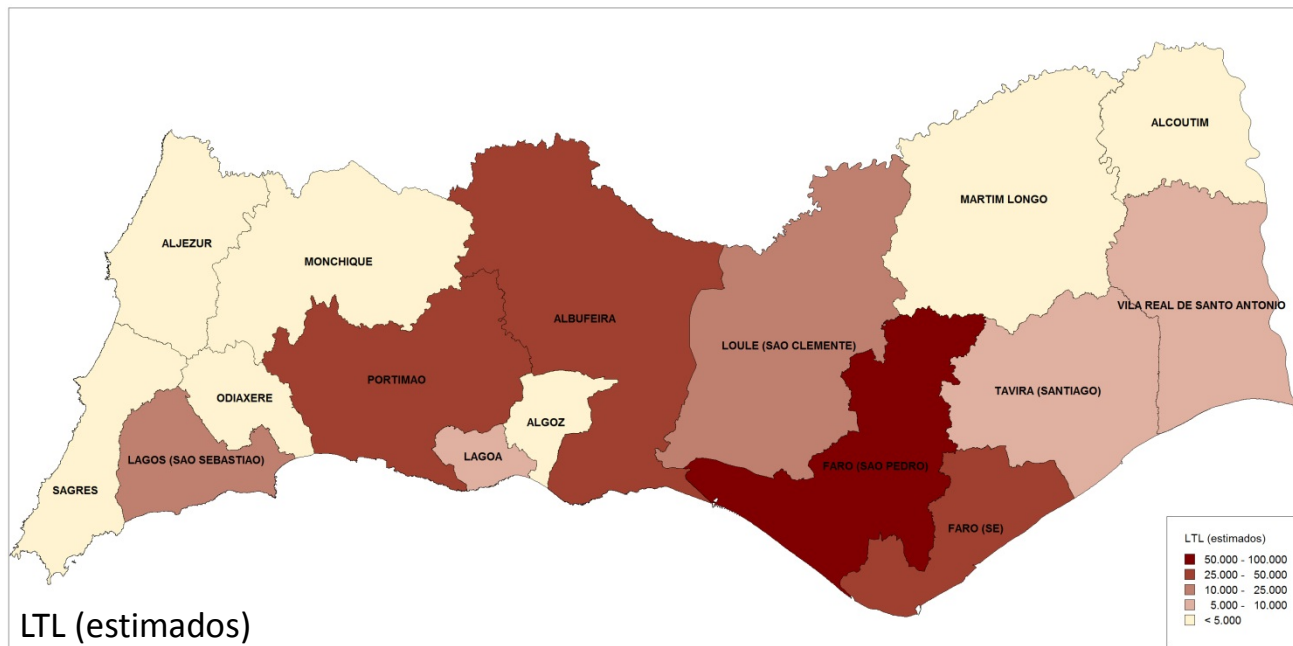 ALCOUTIM
MARTIM LONGO
ALJEZUR
MONCHIQUE
VILA REAL DE SANTO ANTONIO
ALBUFEIRA
LOULE (SAO CLEMENTE)
PORTIMAO
TAVIRA (SANTIAGO)
ODIAXERE
ALGOZ
LAGOA
LAGOS (SAO SEBASTIAO)
FARO (SAO PEDRO)
SAGRES
FARO (SE)
LTL (estimados)
50.000 - 100.000
25.000 - 50.000
10.000 - 25.000
5.000 - 10.000
< 5.000
LTL (estimados)